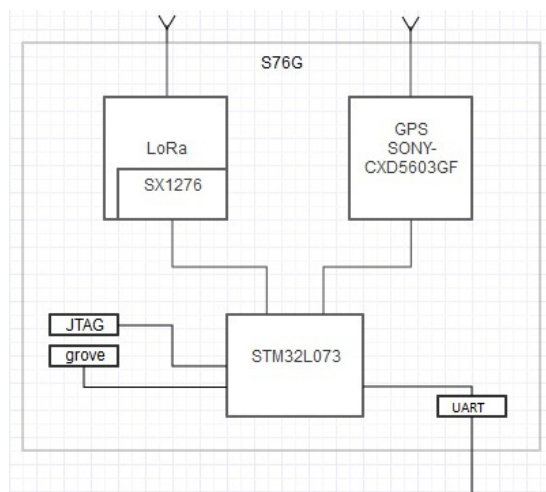 S76G
LoRa
SX1276
GPS
SONY-
CXD5603GF
JTAG
grove
STM32L073
UART